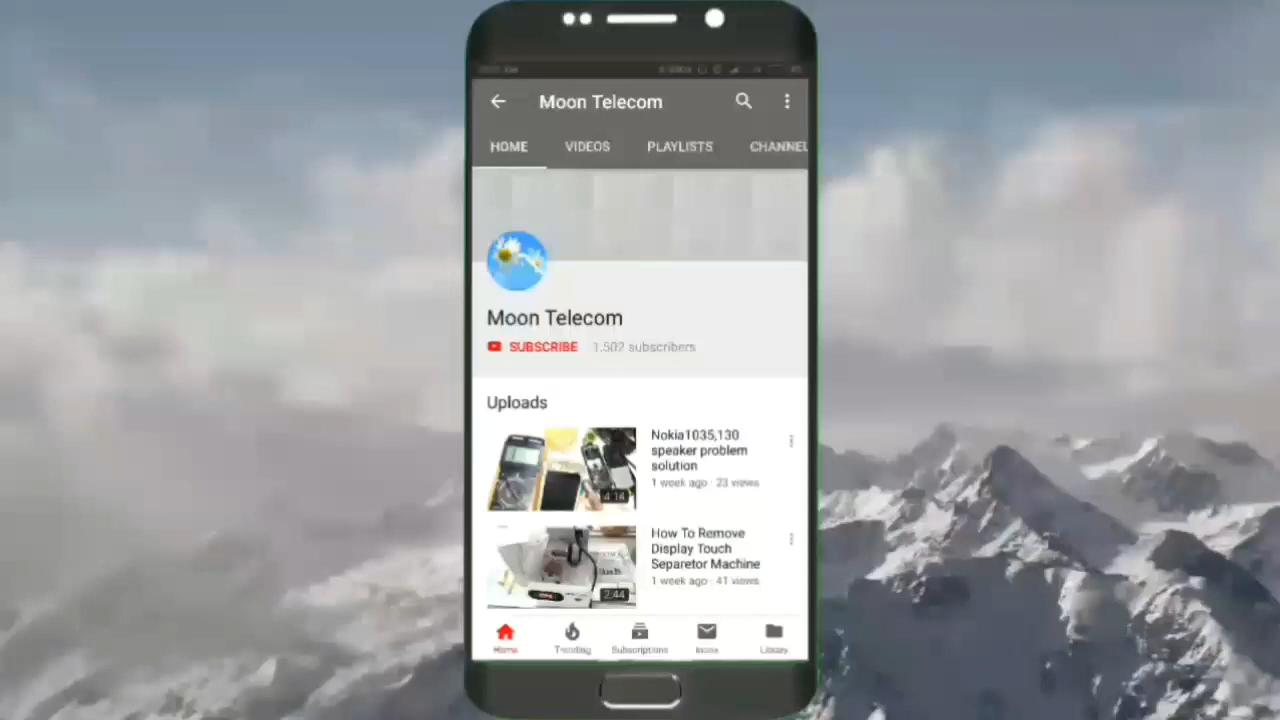 Moon Telecom
HOME VIDEOS PLAYLISTS CHANNEL
Moon Telecom
SUBSCRIBE 1,502 subscribers
Uploads
Nokia1035,130
speaker problem
solution
1 week ago · 23 views
4:14
How To Remove
Display Touch
Separetor Machine
1 week ago · 41 views
2:44
Home Trending Subscriptions Inbox Library